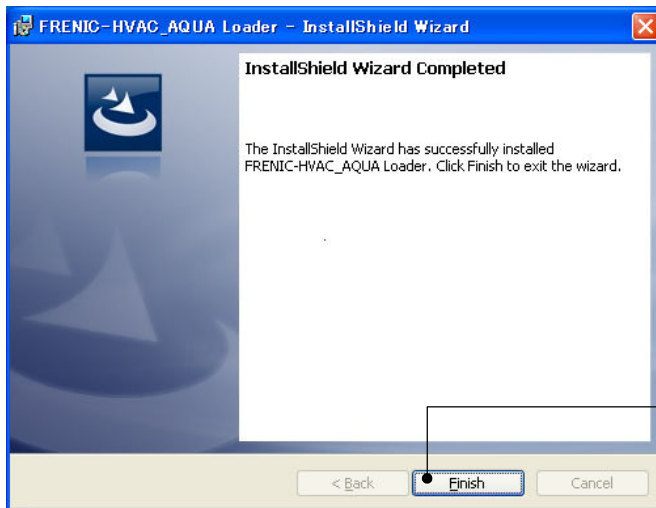 FRENIC-HVAC_AQUA Loader - InstallShield Wizard
InstallShield Wizard Completed
The InstallShield Wizard has successfully installed
FRENIC-HVAC_AQUA Loader. Click Finish to exit the wizard.
< Back
Finish
Cancel